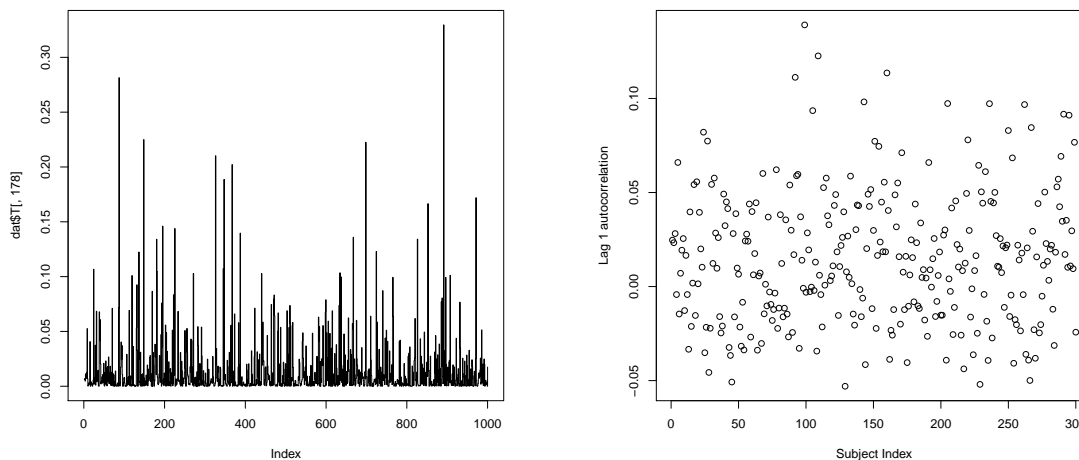 dat$T[, 178]
0.30
0.25
0.20
0.15
0.10
0.05
0.00
0 200 400 600 800 1000
Index
Lag 1 autocorrelation
0.10
0.05
0.00
−0.05
0 50 100 150 200 250 300
Subject Index